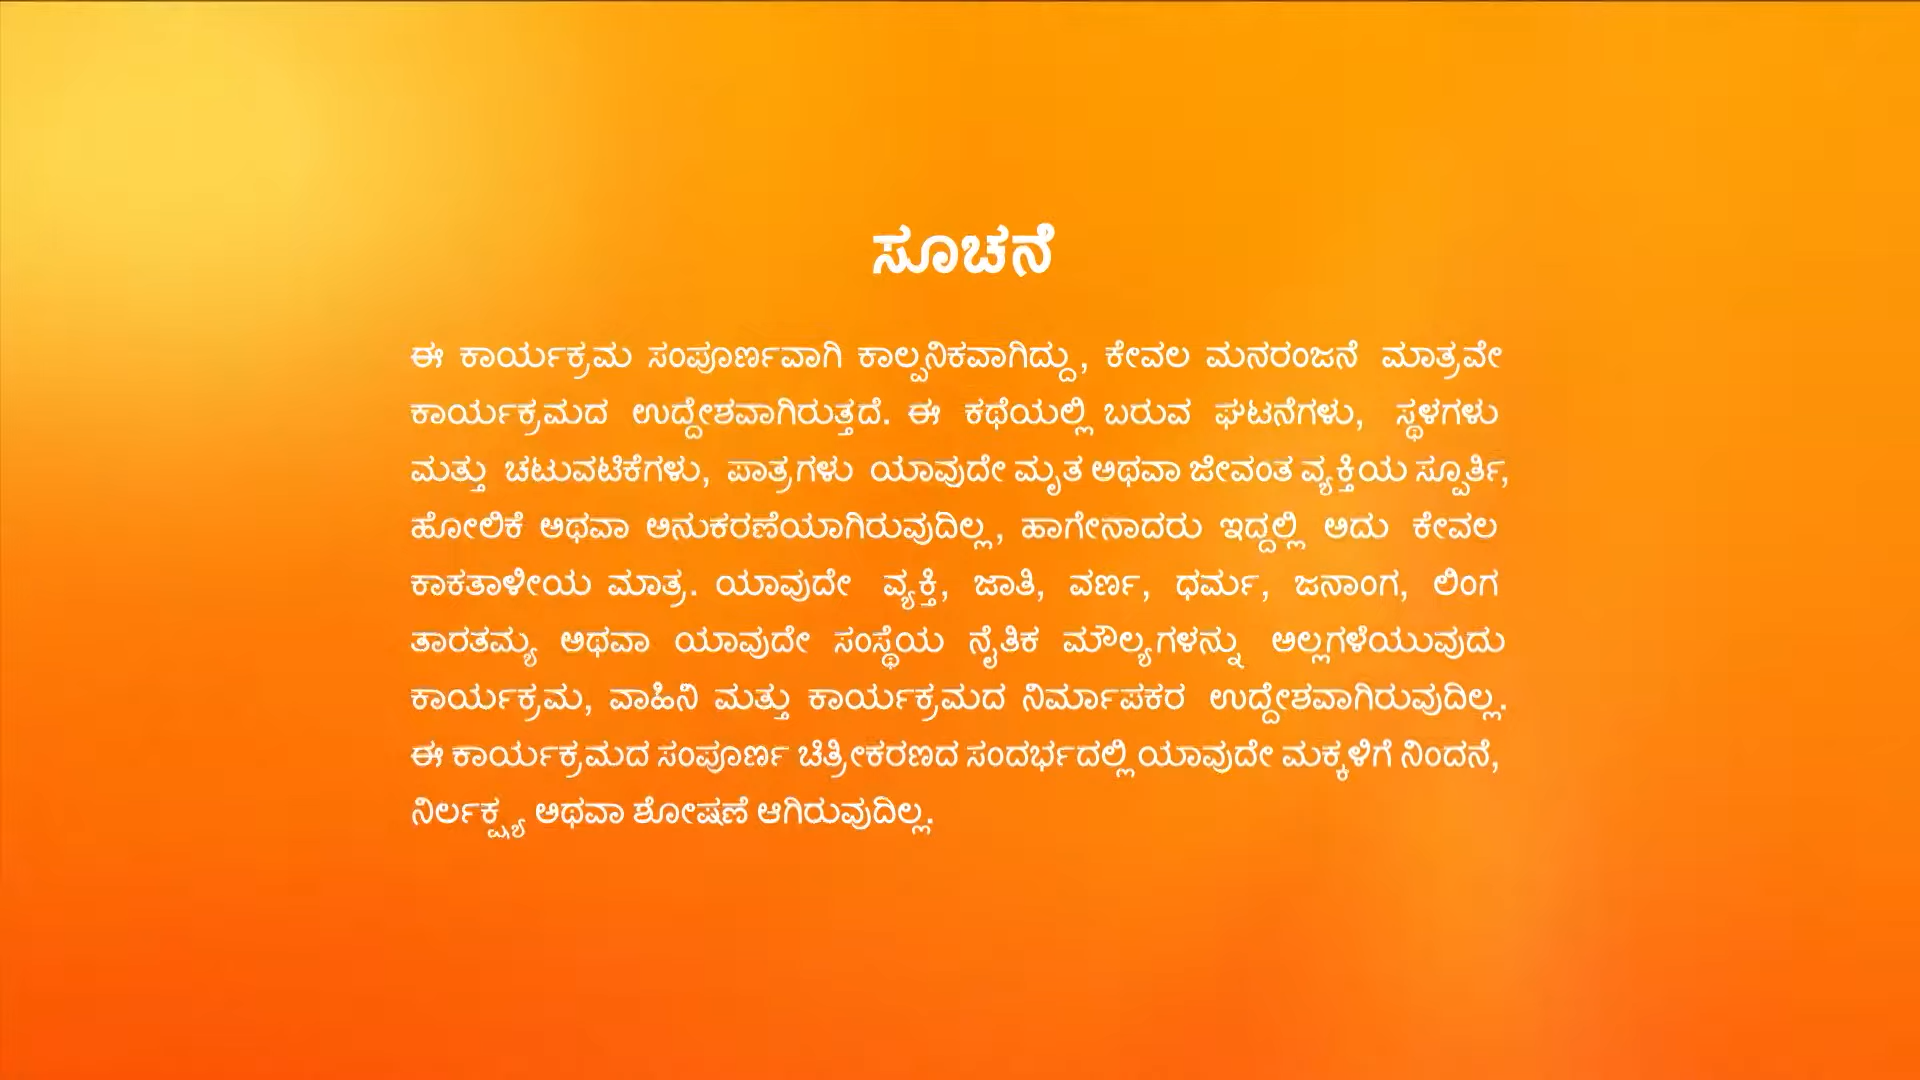 ಸೂಚನೆ
ಈ ಕಾರ್ಯಕ್ರಮ ಸಂಪೂರ್ಣವಾಗಿ ಕಾಲ್ಪನಿಕವಾಗಿದ್ದು, ಕೇವಲ ಮನರಂಜನೆ ಮಾತ್ರವೇ
ಕಾರ್ಯಕ್ರಮದ ಉದ್ದೇಶವಾಗಿರುತ್ತದೆ. ಈ ಕಥೆಯಲ್ಲಿ ಬರುವ ಘಟನೆಗಳು, ಸ್ಥಳಗಳು
ಮತ್ತು ಚಟುವಟಿಕೆಗಳು, ಪಾತ್ರಗಳು ಯಾವುದೇ ಮೃತ ಅಥವಾ ಜೀವಂತ ವ್ಯಕ್ತಿಯ ಸ್ಪೂರ್ತಿ,
ಹೋಲಿಕೆ ಅಥವಾ ಅನುಕರಣೆಯಾಗಿರುವುದಿಲ್ಲ, ಹಾಗೇನಾದರು ಇದ್ದಲ್ಲಿ ಅದು ಕೇವಲ
ಕಾಕತಾಳೀಯ ಮಾತ್ರ. ಯಾವುದೇ ವ್ಯಕ್ತಿ, ಜಾತಿ, ವರ್ಣ, ಧರ್ಮ, ಜನಾಂಗ, ಲಿಂಗ
ತಾರತಮ್ಯ ಅಥವಾ ಯಾವುದೇ ಸಂಸ್ಥೆಯ ನೈತಿಕ ಮೌಲ್ಯಗಳನ್ನು ಅಲ್ಲಗಳೆಯುವುದು
ಕಾರ್ಯಕ್ರಮ, ವಾಹಿನಿ ಮತ್ತು ಕಾರ್ಯಕ್ರಮದ ನಿರ್ಮಾಪಕರ ಉದ್ದೇಶವಾಗಿರುವುದಿಲ್ಲ.
ಈ ಕಾರ್ಯಕ್ರಮದ ಸಂಪೂರ್ಣ ಚಿತ್ರೀಕರಣದ ಸಂದರ್ಭದಲ್ಲಿ ಯಾವುದೇ ಮಕ್ಕಳಿಗೆ ನಿಂದನೆ,
ನಿರ್ಲಕ್ಷ್ಯ ಅಥವಾ ಶೋಷಣೆ ಆಗಿರುವುದಿಲ್ಲ.